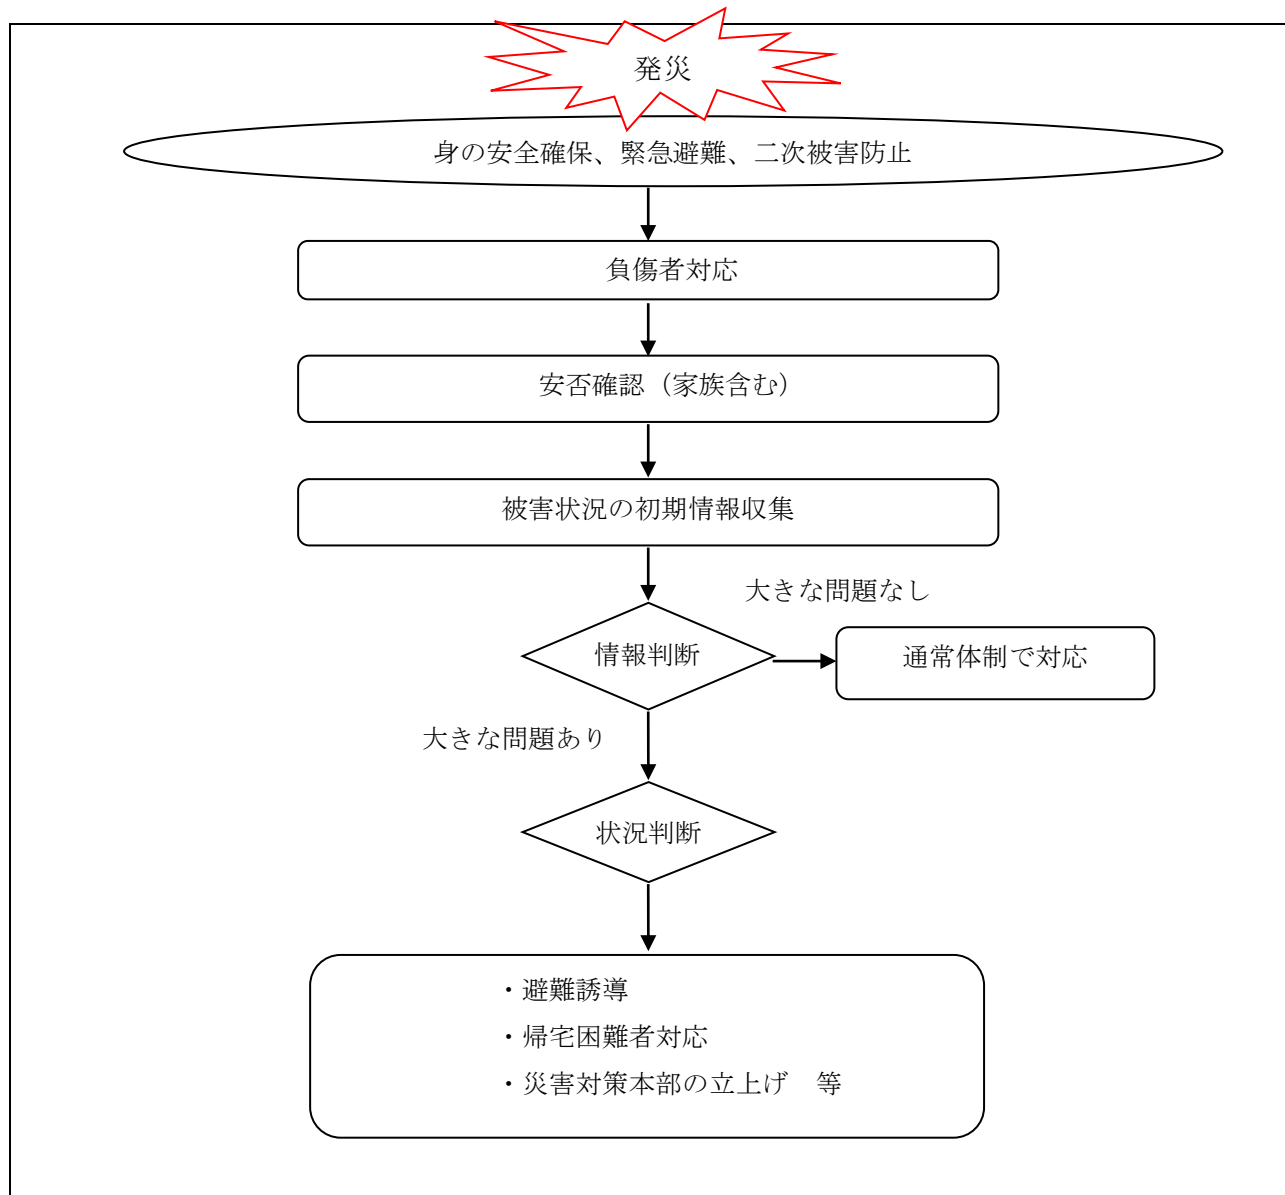 発災
身の安全確保、緊急避難、二次被害防止
負傷者対応
安否確認（家族含む）
被害状況の初期情報収集
大きな問題なし
情報判断
通常体制で対応
大きな問題あり
状況判断
・避難誘導
・帰宅困難者対応
・災害対策本部の立上げ　等